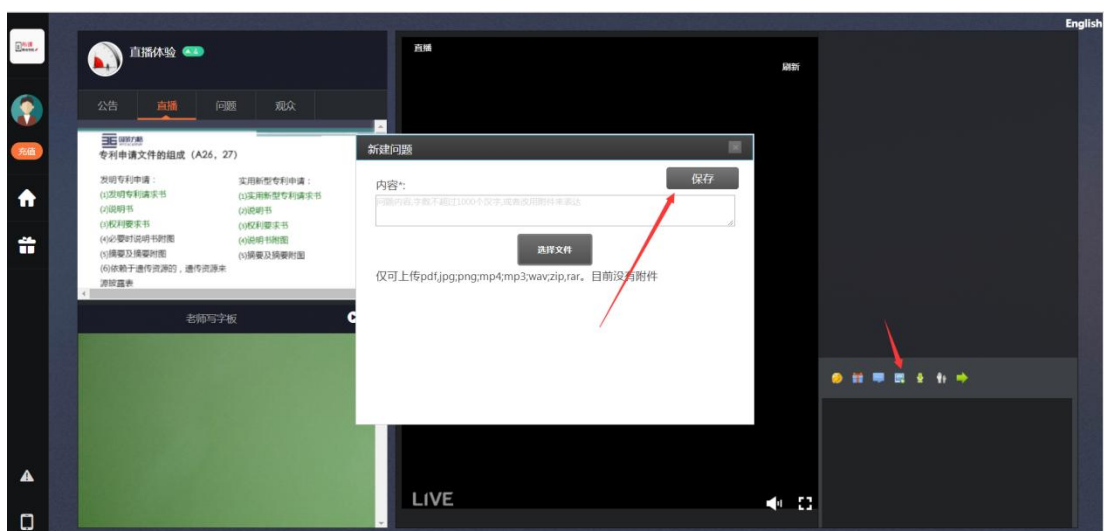 English
直播体验
充值
公告 直播 问题 观众
专利申请文件的组成（A26，27）
发明专利申请：
(1)发明专利请求书
(2)说明书
(3)权利要求书
(4)必要时说明书附图
(5)摘要及摘要附图
(6)依赖于遗传资源的，遗传资源来
源披露表
实用新型专利申请：
(1)实用新型专利请求书
(2)说明书
(3)权利要求书
(4)说明书附图
(5)摘要及摘要附图
老师写字板
直播
刷新
新建问题
保存
内容*:
问题内容,字数不超过1000个汉字,或者改用附件来表达
选择文件
仅可上传pdf,jpg;png;mp4;mp3;wav;zip,rar。目前没有附件
LIVE